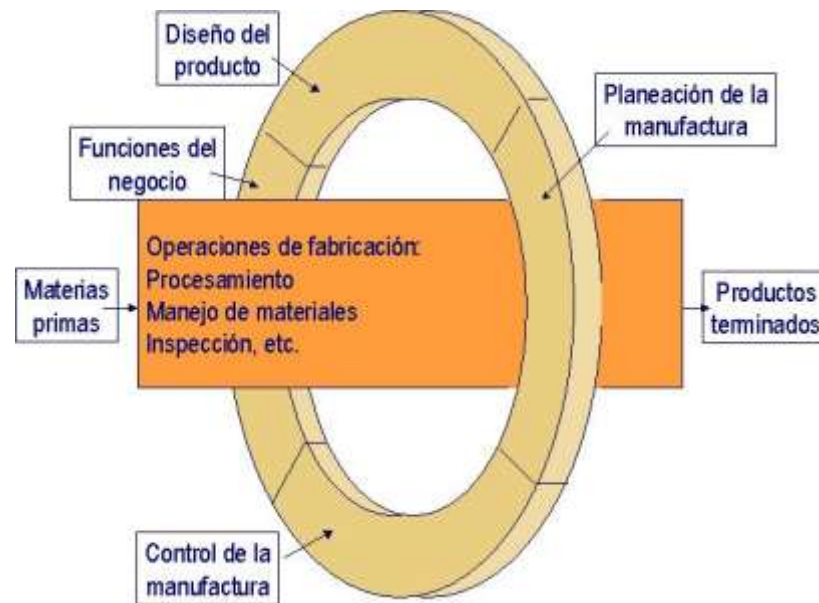 Diseño del
producto
Planeación de la
manufactura
Funciones del
negocio
Operaciones de fabricación:
Procesamiento
Manejo de materiales
Inspección, etc.
Materias
primas
Productos
terminados
Control de la
manufactura